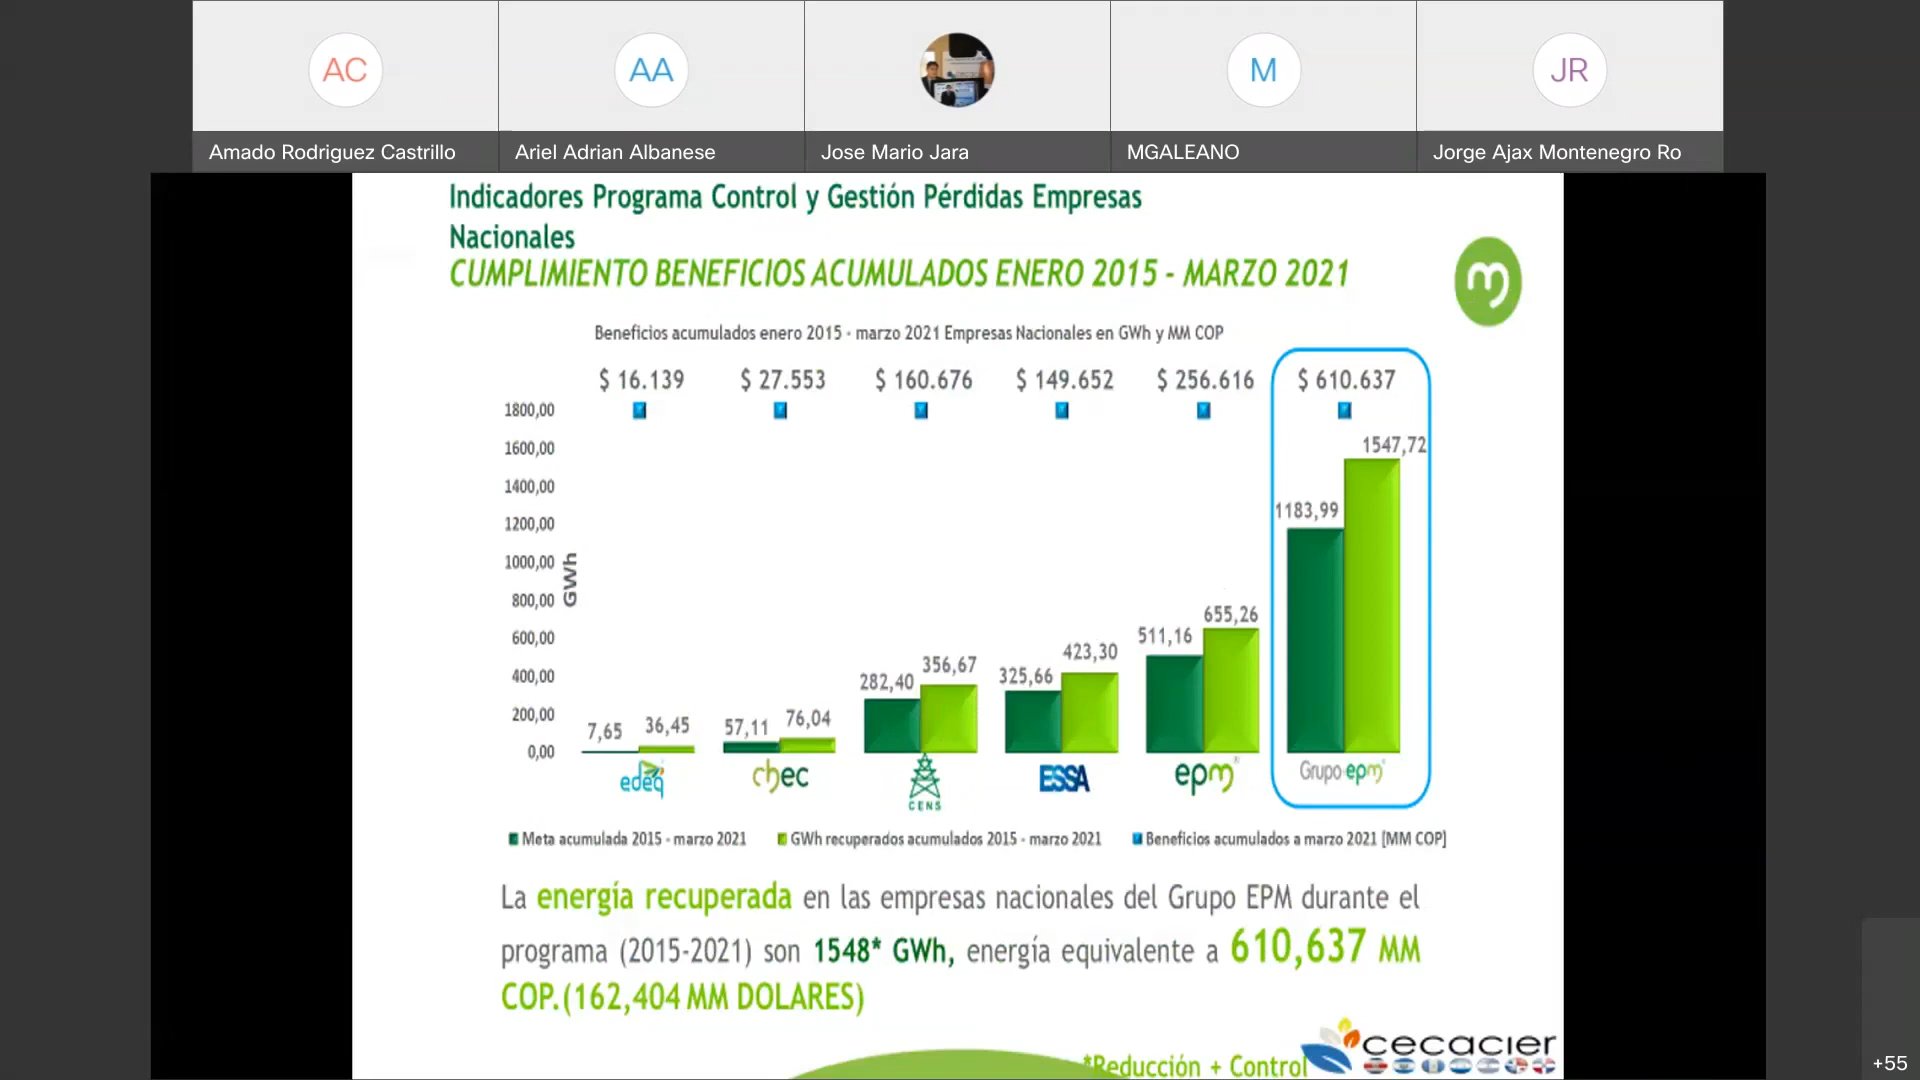 AC
AA
M
JR
Amado Rodriguez Castrillo
Ariel Adrian Albanese
Jose Mario Jara
MGALEANO
Jorge Ajax Montenegro Ro
Indicadores Programa Control y Gestión Pérdidas Empresas
Nacionales
CUMPLIMIENTO BENEFICIOS ACUMULADOS ENERO 2015 - MARZO 2021
m
Beneficios acumulados enero 2015 - marzo 2021 Empresas Nacionales en GWh y MM COP
$ 16.139 $ 27.553 $ 160.676 $ 149.652 $ 256.616 $ 610.637
1800,00
1600,00
1400,00
1200,00
1000,00
800,00
600,00
400,00
200,00
0,00
GWh
7,65 36,45
57,11 76,04
282,40 356,67
325,66 423,30
511,16 655,26
1183,99 1547,72
edeq
chec
CENS
ESSA
epm®
Grupo·epm®
Meta acumulada 2015 - marzo 2021
GWh recuperados acumulados 2015 - marzo 2021
Beneficios acumulados a marzo 2021 [MM COP]
La energía recuperada en las empresas nacionales del Grupo EPM durante el
programa (2015-2021) son 1548* GWh, energía equivalente a 610,637 MM
COP.(162,404 MM DOLARES)
*Reducción + Control
cecacier
+55